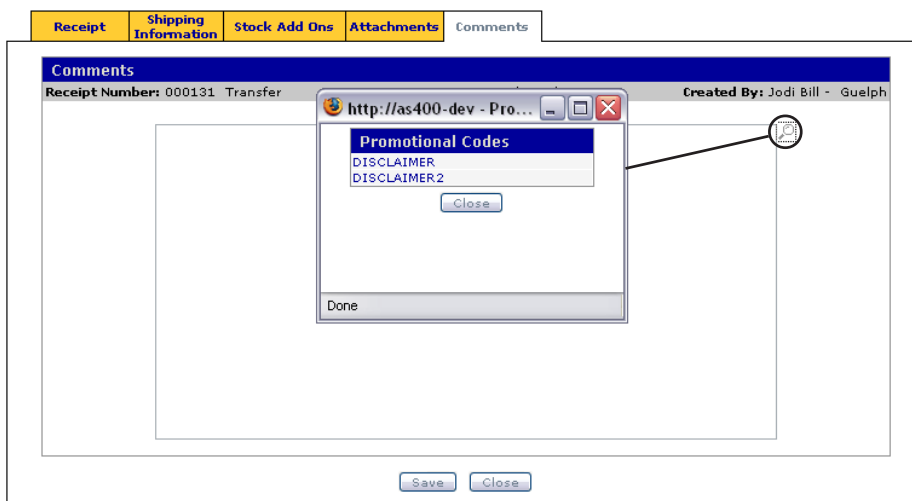 Receipt
Shipping Information
Stock Add Ons
Attachments
Comments
Comments
Receipt Number: 000131 Transfer
Created By: Jodi Bill - Guelph
http://as400-dev - Pro...
Promotional Codes
DISCLAIMER
DISCLAIMER2
Close
Done
Save
Close